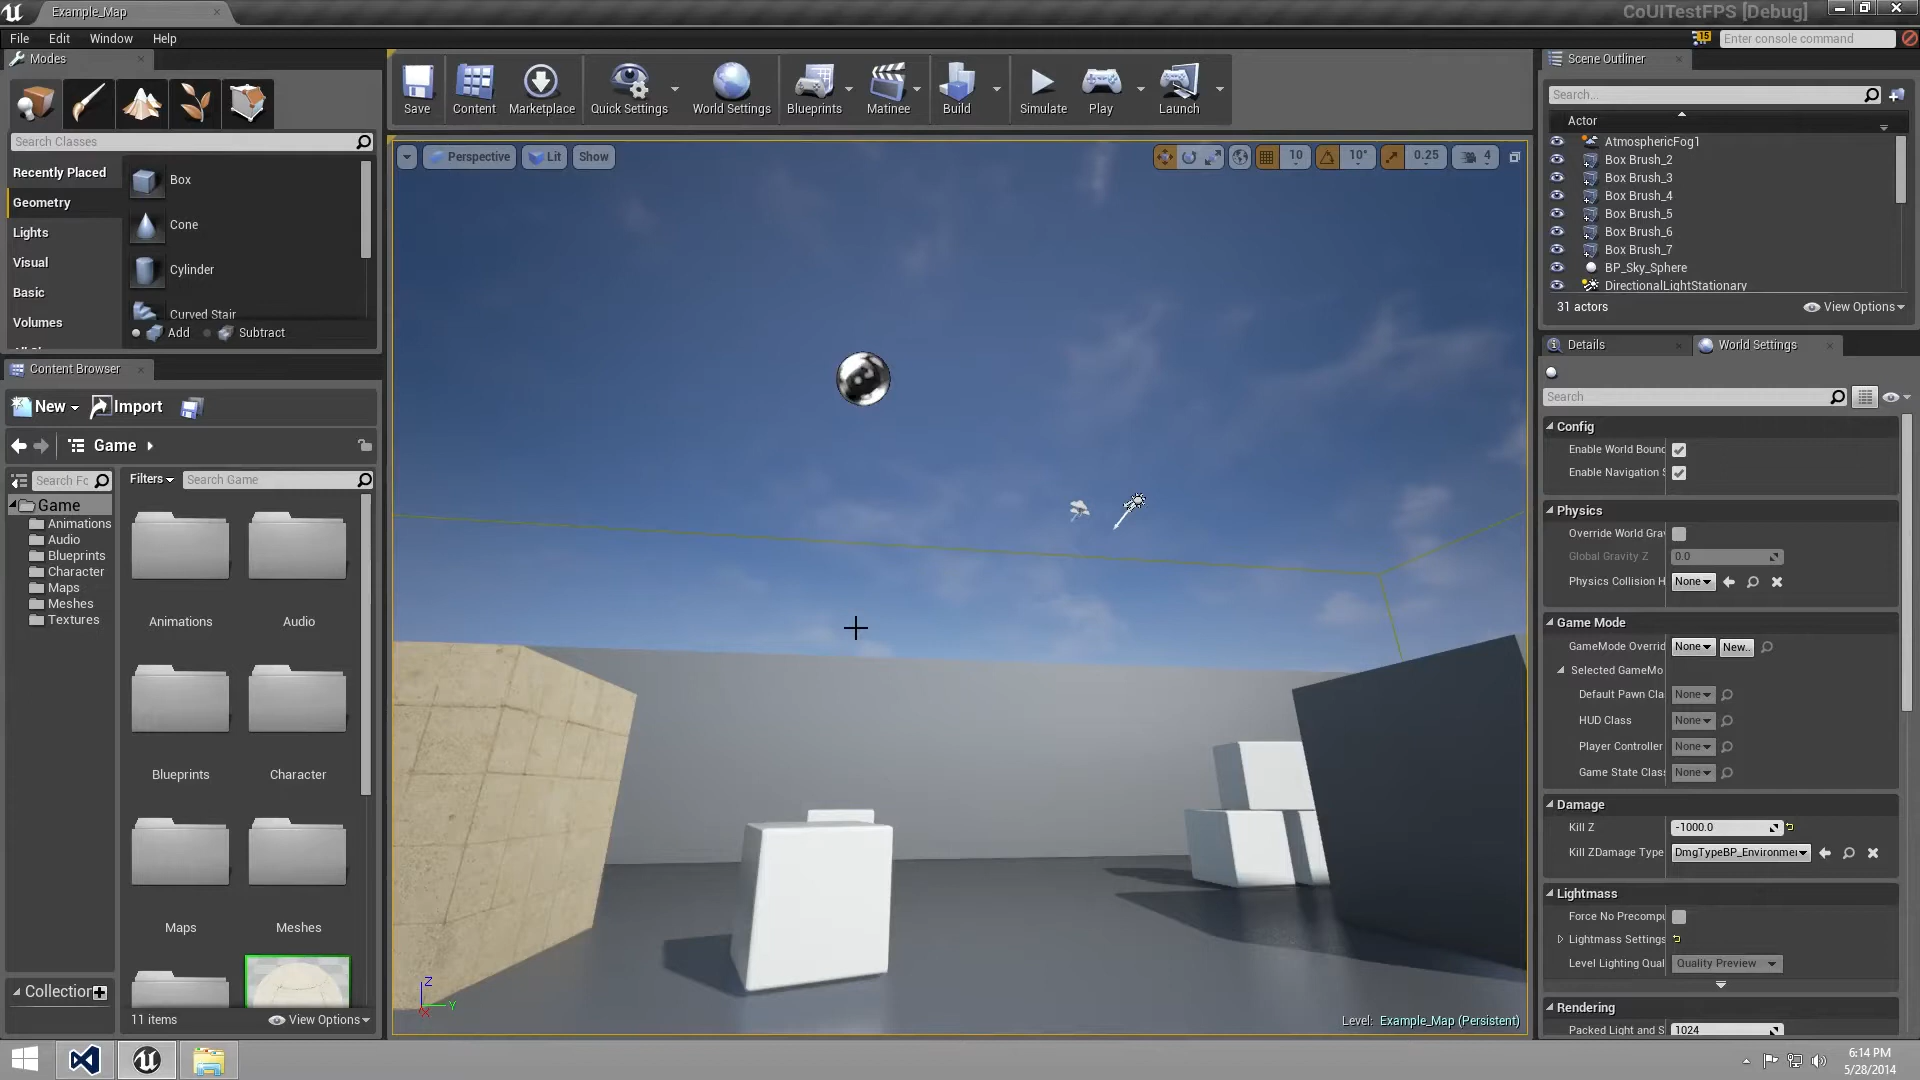 Example_Map
CoUITestFPS [Debug]
File Edit Window Help
15
Enter console command
Modes
Search Classes
Recently Placed
Geometry
Lights
Visual
Basic
Volumes
Box
Cone
Cylinder
Curved Stair
Add Subtract
Save
Content
Marketplace
Quick Settings
World Settings
Blueprints
Matinee
Build
Simulate
Play
Launch
Perspective Lit Show
10 10° 0.25 4
Level: Example_Map (Persistent)
Z
Y
X
Content Browser
New Import
Game
Search Fo
Filters Search Game
Game
Animations
Audio
Blueprints
Character
Maps
Meshes
Textures
Animations Audio
Blueprints Character
Maps Meshes
Collection
11 items View Options
Scene Outliner
Search...
Actor
AtmosphericFog1
Box Brush_2
Box Brush_3
Box Brush_4
Box Brush_5
Box Brush_6
Box Brush_7
BP_Sky_Sphere
DirectionalLightStationary
31 actors View Options
Details World Settings
Search
Config
Enable World Bounc
Enable Navigation S
Physics
Override World Grav
Global Gravity Z 0.0
Physics Collision H None
Game Mode
GameMode Overrid None New..
Selected GameMo
Default Pawn Cla None
HUD Class None
Player Controller None
Game State Clas None
Damage
Kill Z -1000.0
Kill ZDamage Type DmgTypeBP_Environmen
Lightmass
Force No Precompu
Lightmass Settings
Level Lighting Qual Quality Preview
Rendering
Packed Light and S 1024
6:14 PM
5/28/2014